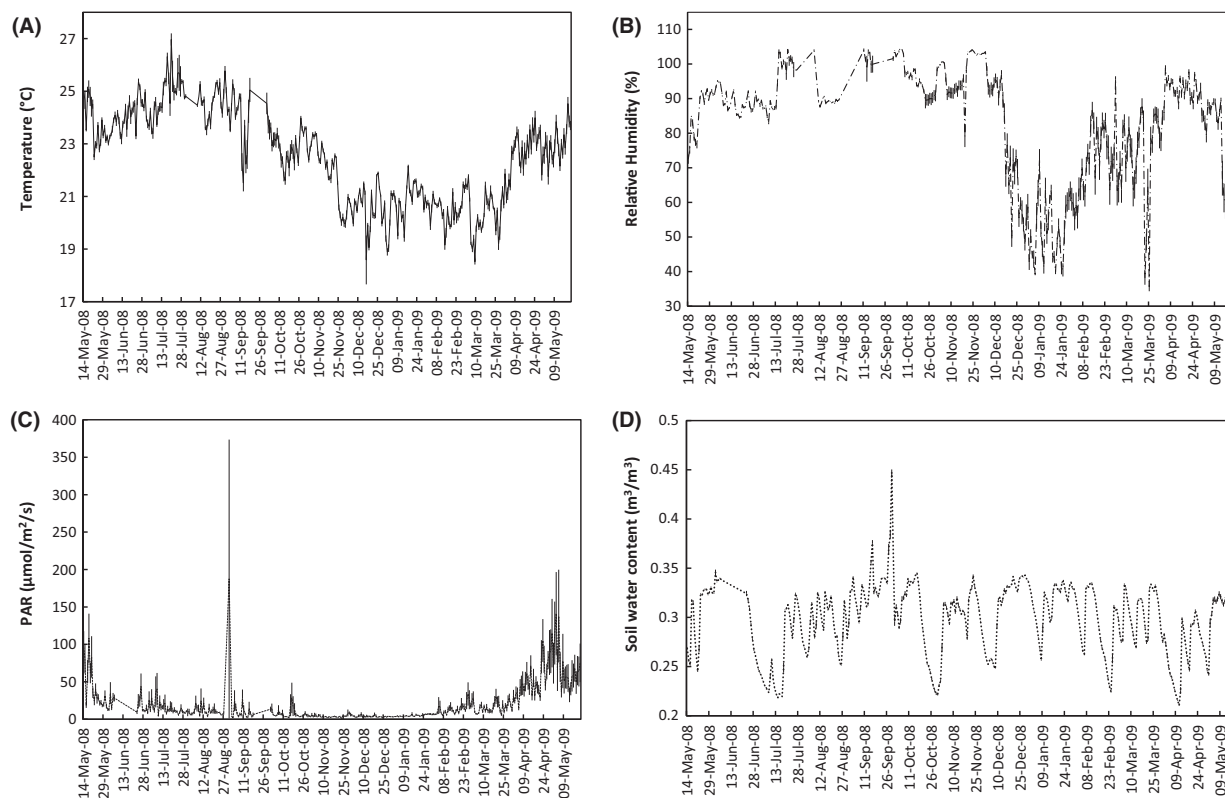 (A)
27
25
23
21
19
17
Temperature (°C)
14-May-08
29-May-08
13-Jun-08
28-Jun-08
13-Jul-08
28-Jul-08
12-Aug-08
27-Aug-08
11-Sep-08
26-Sep-08
11-Oct-08
26-Oct-08
10-Nov-08
25-Nov-08
10-Dec-08
25-Dec-08
09-Jan-09
24-Jan-09
08-Feb-09
23-Feb-09
10-Mar-09
25-Mar-09
09-Apr-09
24-Apr-09
09-May-09
(B)
110
100
90
80
70
60
50
40
30
Relative Humidity (%)
14-May-08
29-May-08
13-Jun-08
28-Jun-08
13-Jul-08
28-Jul-08
12-Aug-08
27-Aug-08
11-Sep-08
26-Sep-08
11-Oct-08
26-Oct-08
10-Nov-08
25-Nov-08
10-Dec-08
25-Dec-08
09-Jan-09
24-Jan-09
08-Feb-09
23-Feb-09
10-Mar-09
25-Mar-09
09-Apr-09
24-Apr-09
09-May-09
(C)
400
350
300
250
200
150
100
50
0
PAR (µmol/m²/s)
14-May-08
29-May-08
13-Jun-08
28-Jun-08
13-Jul-08
28-Jul-08
12-Aug-08
27-Aug-08
11-Sep-08
26-Sep-08
11-Oct-08
26-Oct-08
10-Nov-08
25-Nov-08
10-Dec-08
25-Dec-08
09-Jan-09
24-Jan-09
08-Feb-09
23-Feb-09
10-Mar-09
25-Mar-09
09-Apr-09
24-Apr-09
09-May-09
(D)
0.5
0.45
0.4
0.35
0.3
0.25
0.2
Soil water content (m³/m³)
14-May-08
29-May-08
13-Jun-08
28-Jun-08
13-Jul-08
28-Jul-08
12-Aug-08
27-Aug-08
11-Sep-08
26-Sep-08
11-Oct-08
26-Oct-08
10-Nov-08
25-Nov-08
10-Dec-08
25-Dec-08
09-Jan-09
24-Jan-09
08-Feb-09
23-Feb-09
10-Mar-09
25-Mar-09
09-Apr-09
24-Apr-09
09-May-09